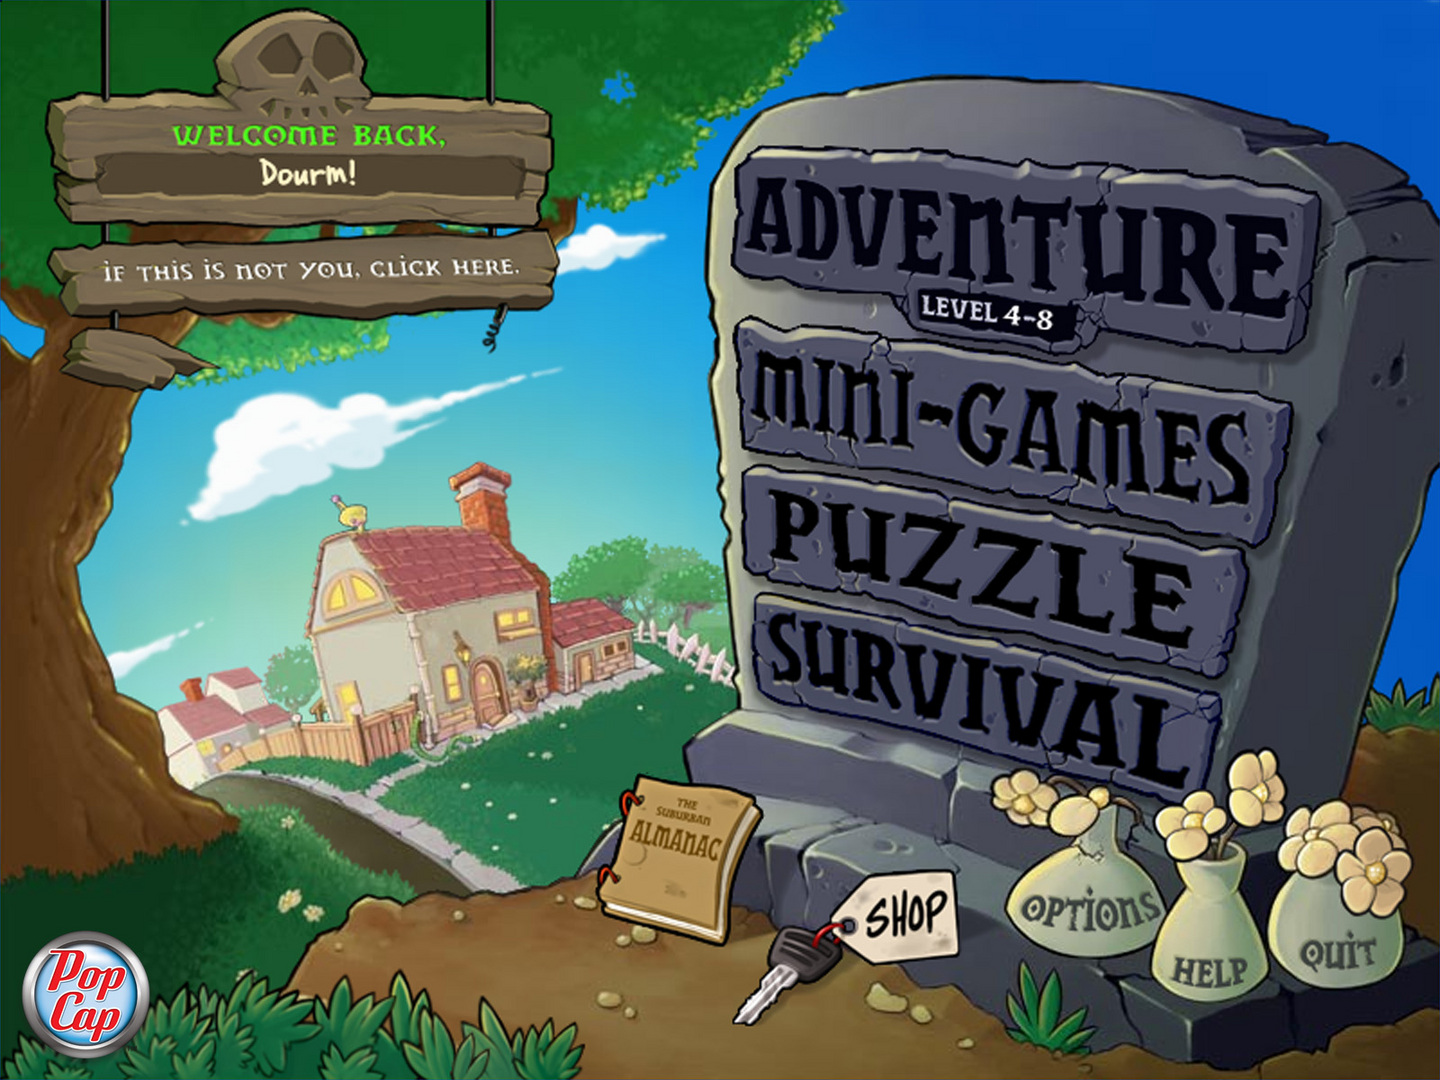 WELCOME BACK,
Dourm!
IF THIS IS NOT YOU, CLICK HERE.
ADVENTURE
LEVEL 4-8
MINI-GAMES
PUZZLE
SURVIVAL
THE
SUBURBAN
ALMANAC
SHOP
OPTIONS
HELP
QUIT
Pop
Cap